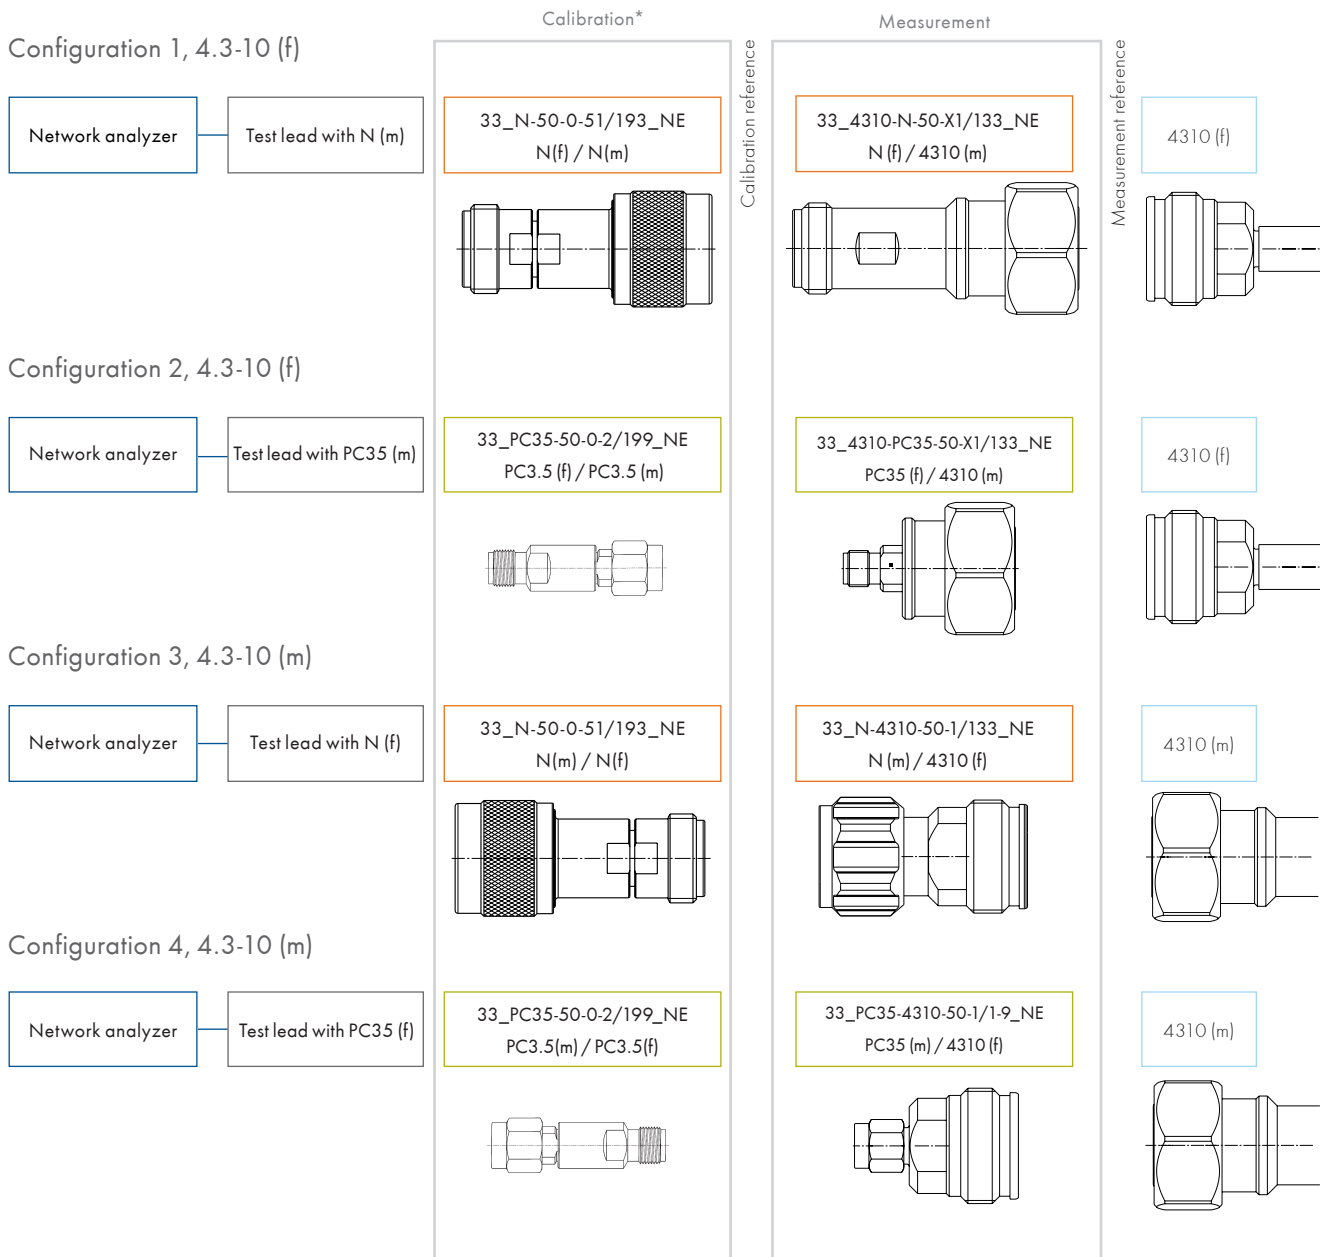 Calibration*
Measurement
Configuration 1, 4.3-10 (f)
Calibration reference
Measurement reference
Network analyzer
Test lead with N (m)
33_N-50-0-51/193_NE
N(f) / N(m)
33_4310-N-50-X1/133_NE
N (f) / 4310 (m)
4310 (f)
Configuration 2, 4.3-10 (f)
Network analyzer
Test lead with PC35 (m)
33_PC35-50-0-2/199_NE
PC3.5 (f) / PC3.5 (m)
33_4310-PC35-50-X1/133_NE
PC35 (f) / 4310 (m)
4310 (f)
Configuration 3, 4.3-10 (m)
Network analyzer
Test lead with N (f)
33_N-50-0-51/193_NE
N(m) / N(f)
33_N-4310-50-1/133_NE
N (m) / 4310 (f)
4310 (m)
Configuration 4, 4.3-10 (m)
Network analyzer
Test lead with PC35 (f)
33_PC35-50-0-2/199_NE
PC3.5(m) / PC3.5(f)
33_PC35-4310-50-1/1-9_NE
PC35 (m) / 4310 (f)
4310 (m)